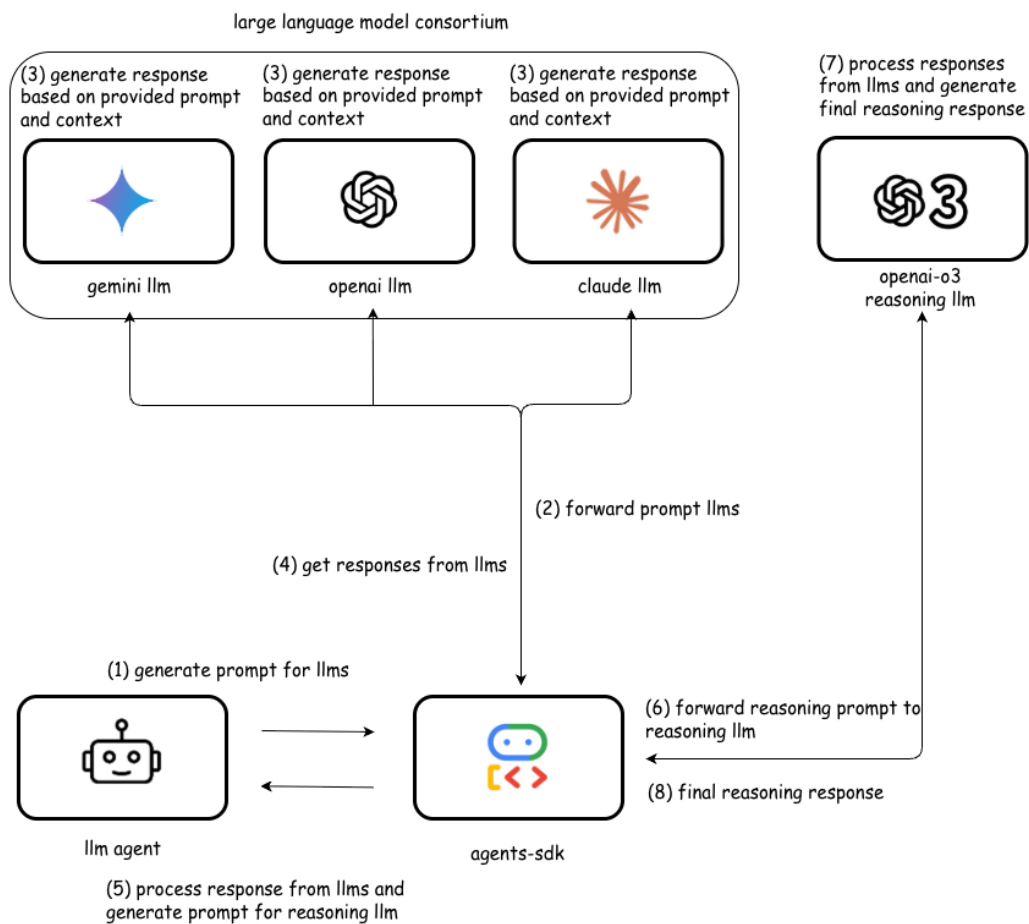 large language model consortium
(3) generate response
based on provided prompt
and context
(3) generate response
based on provided prompt
and context
(3) generate response
based on provided prompt
and context
(7) process responses
from llms and generate
final reasoning response
3
gemini llm
openai llm
claude llm
openai-o3
reasoning llm
(2) forward prompt llms
(4) get responses from llms
(1) generate prompt for llms
(6) forward reasoning prompt to
reasoning llm
(8) final reasoning response
llm agent
agents-sdk
(5) process response from llms and
generate prompt for reasoning llm